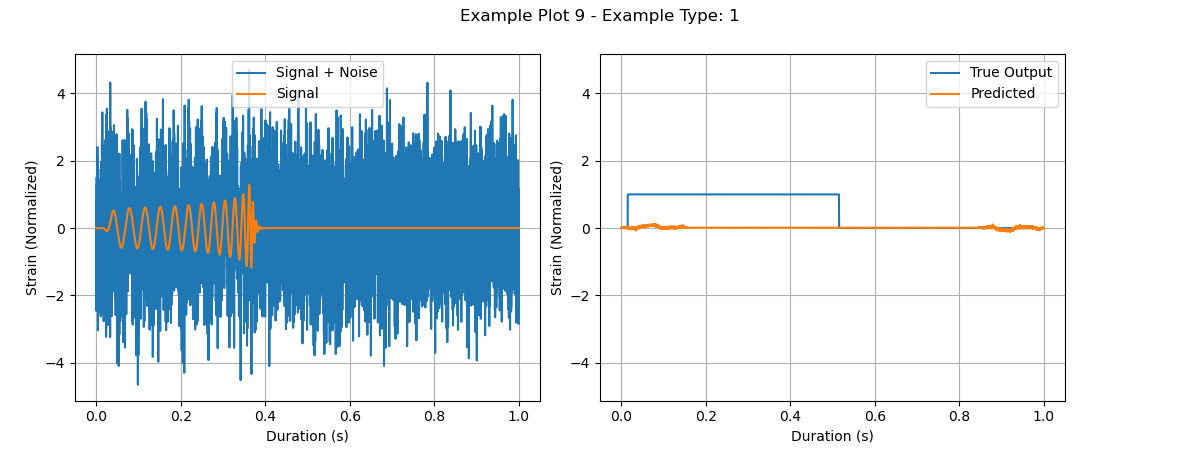 Example Plot 9 - Example Type: 1
Signal + Noise
Signal
Strain (Normalized)
4
2
0
−2
−4
0.0 0.2 0.4 0.6 0.8 1.0
Duration (s)
True Output
Predicted
Strain (Normalized)
4
2
0
−2
−4
0.0 0.2 0.4 0.6 0.8 1.0
Duration (s)